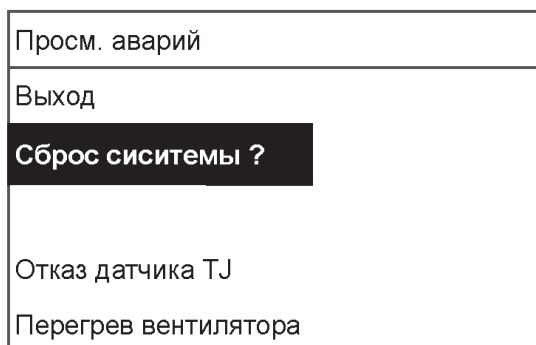 Просм. аварий
Выход
Сброс сиситемы ?
Отказ датчика TJ
Перегрев вентилятора